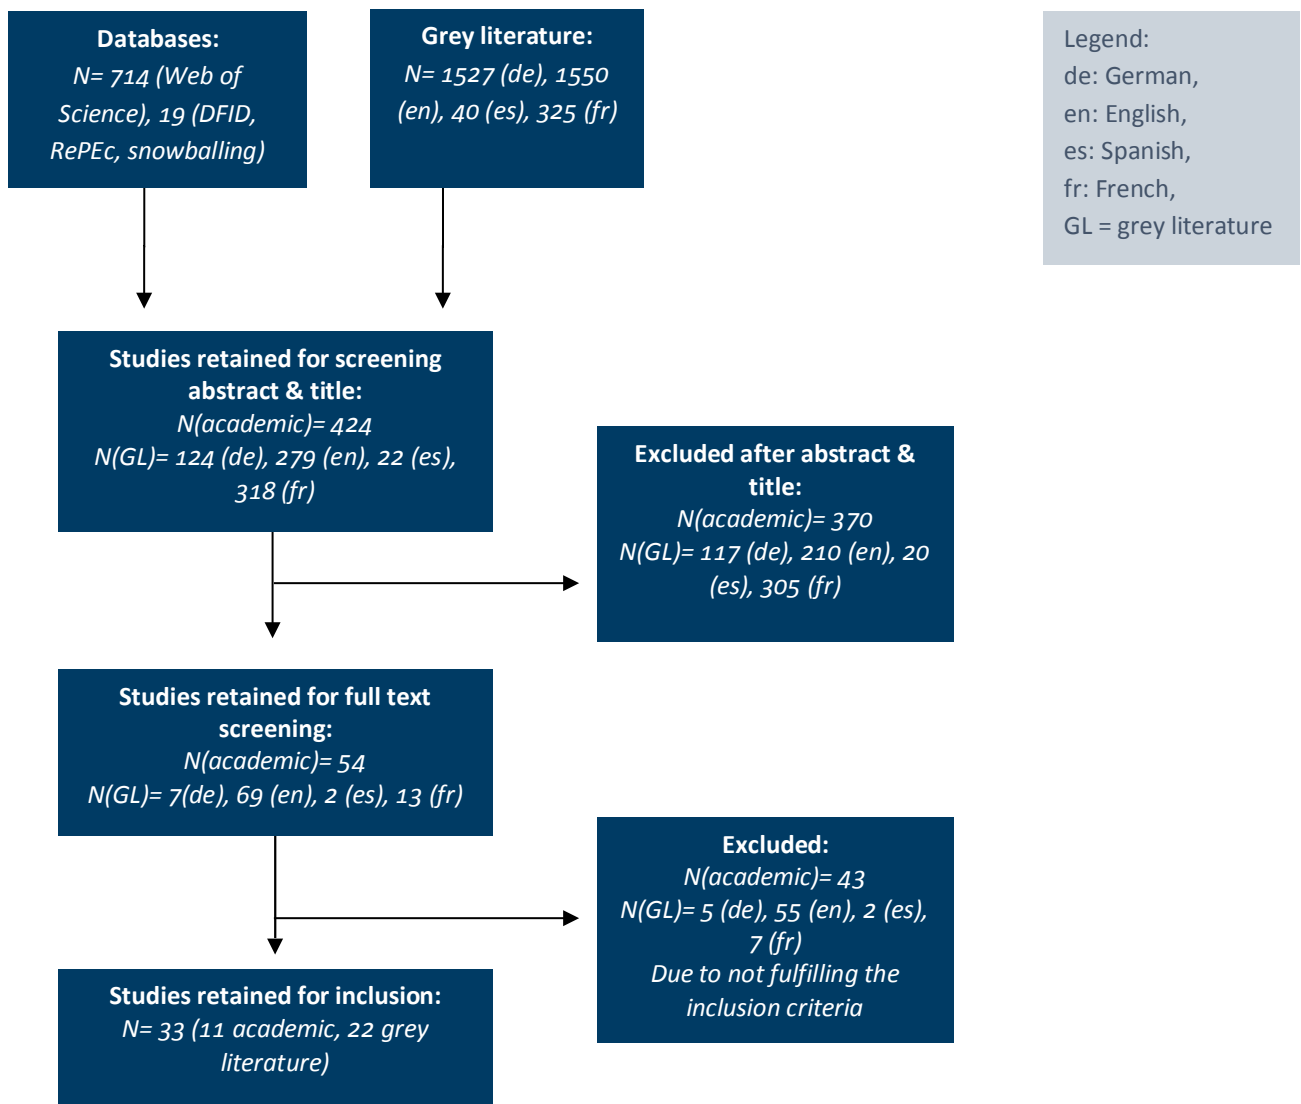 Databases:
N= 714 (Web of
Science), 19 (DFID,
RePEc, snowballing)
Grey literature:
N= 1527 (de), 1550
(en), 40 (es), 325 (fr)
Legend:
de: German,
en: English,
es: Spanish,
fr: French,
GL = grey literature
Studies retained for screening
abstract & title:
N(academic)= 424
N(GL)= 124 (de), 279 (en), 22 (es),
318 (fr)
Excluded after abstract &
title:
N(academic)= 370
N(GL)= 117 (de), 210 (en), 20
(es), 305 (fr)
Studies retained for full text
screening:
N(academic)= 54
N(GL)= 7(de), 69 (en), 2 (es), 13 (fr)
Excluded:
N(academic)= 43
N(GL)= 5 (de), 55 (en), 2 (es),
7 (fr)
Due to not fulfilling the
inclusion criteria
Studies retained for inclusion:
N= 33 (11 academic, 22 grey
literature)